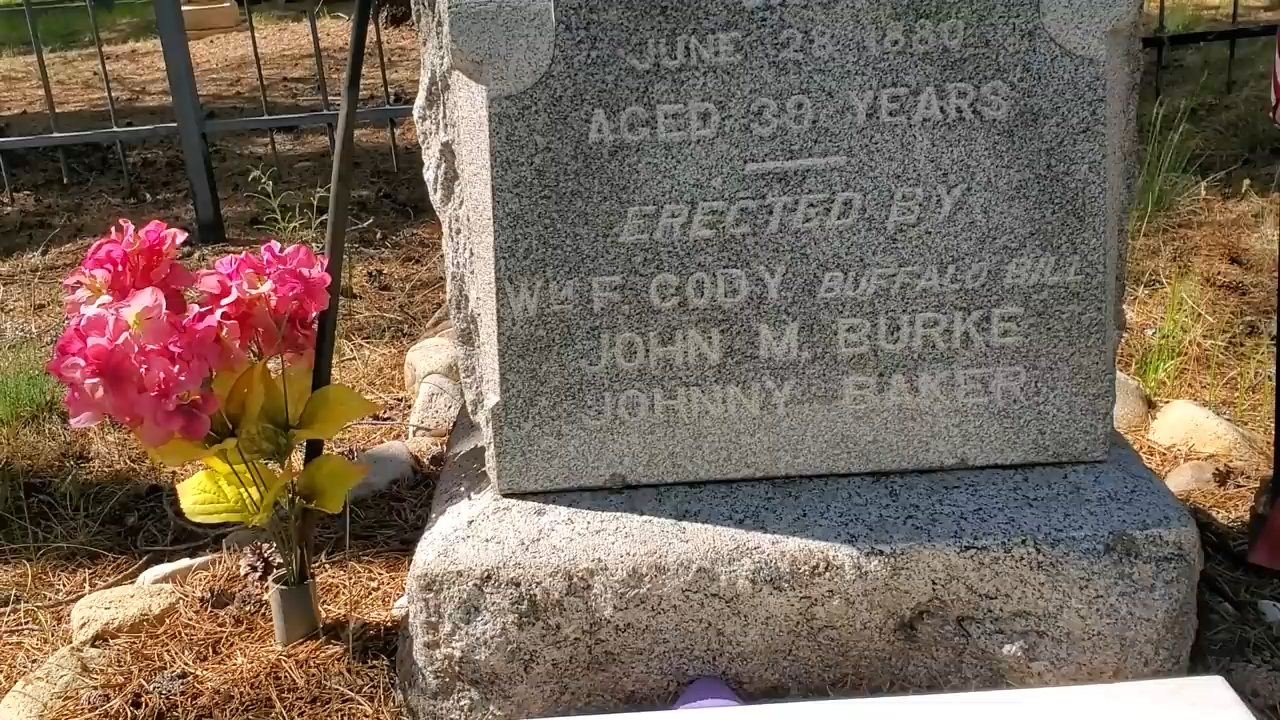 JUNE 28 1880
AGED 39 YEARS
ERECTED BY
Wm F. CODY BUFFALO BILL
JOHN M. BURKE
JOHNNY BAKER